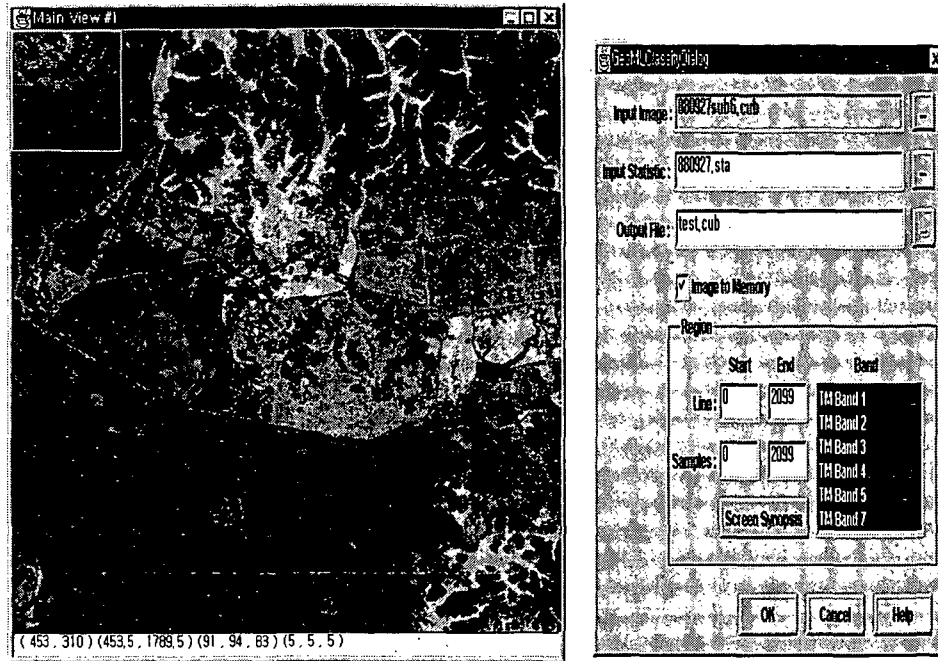 Main View #1
( 453 , 310 ) (453,5 , 1789,5 ) (91 , 94 , 83 ) (5 , 5 , 5 )
Input Image : 880927sub6,cub
Input Statistic : 880927,sta
Output File : test,cub
Image to Memory
Region
Start End Band
Line : 0 2099
TM Band 1
TM Band 2
TM Band 3
TM Band 4
TM Band 5
TM Band 7
Samples : 0 2099
Screen Synopsis
OK Cancel Help